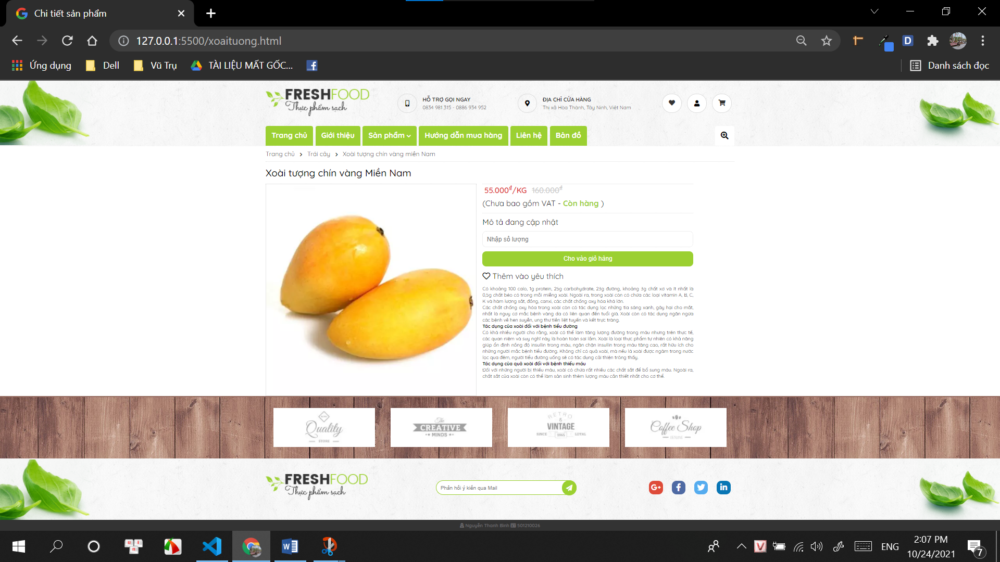 Chi tiết sản phẩm
127.0.0.1:5500/xoaituong.html
Ứng dụng
Dell
Vũ Trụ
TÀI LIỆU MẤT GỐC...
Danh sách đọc
FRESHFOOD
Thực phẩm sạch
HỖ TRỢ GỌI NGAY
0834 981 315 - 0886 934 952
ĐỊA CHỈ CỬA HÀNG
Thị xã Hòa Thành, Tây Ninh, Việt Nam
Trang chủ
Giới thiệu
Sản phẩm
Hướng dẫn mua hàng
Liên hệ
Bản đồ
Trang chủ > Trái cây > Xoài tượng chín vàng miền Nam
Xoài tượng chín vàng Miền Nam
55.000đ/KG 160.000đ
(Chưa bao gồm VAT - Còn hàng )
Mô tả đang cập nhật
Nhập số lượng
Cho vào giỏ hàng
Thêm vào yêu thích
Có khoảng 100 calo, 1g protein, 25g carbohydrate, 23g đường, khoảng 3g chất xơ và ít nhất là
0,5g chất béo có trong mỗi miếng xoài. Ngoài ra, trong xoài còn có chứa các loại vitamin A, B, C,
K và hàm lượng sắt, đồng, canxi, các chất chống oxy hóa khá lớn.
Các chất chống oxy hóa trong xoài còn có tác dụng lọc những tia sáng xanh, gây hại cho mắt,
nhất là nguy cơ mắc bệnh vàng da có liên quan đến tuổi già. Xoài còn có tác dụng ngăn ngừa
các bệnh về hen suyễn, ung thư tiền liệt tuyến và kết trực tràng.
Tác dụng của xoài đối với bệnh tiểu đường
Có khá nhiều người cho rằng, xoài có thể làm tăng lượng đường trong máu nhưng trên thực tế,
các quan niệm và suy nghĩ này là hoàn toàn sai lầm. Xoài là loại thực phẩm tự nhiên có khả năng
giúp ổn định nồng độ insullin trong máu, ngăn chặn insullin trong máu tăng cao, rất hữu ích cho
những người mắc bệnh tiểu đường. Không chỉ có quả xoài, mà nếu lá xoài được ngâm trong nước
lọc qua đêm, người tiểu đường uống sẽ có tác dụng cải thiện trông thấy.
Tác dụng của quả xoài đối với bệnh thiếu máu
Đối với những người bị thiếu máu, xoài có chứa rất nhiều các chất sắt để bổ sung máu. Ngoài ra,
chất sắt của xoài còn có thể làm sản sinh thêm lượng máu cần thiết nhất cho cơ thể.
Quality
STORE
The
CREATIVE
MINDS
RETRO
&
VINTAGE
SINCE 1965 LOYAL
Coffee Shop
GENUINE
FRESHFOOD
Thực phẩm sạch
Phản hồi ý kiến qua Mail
G+
Nguyễn Thanh Bình 501210026
ENG
2:07 PM
10/24/2021
7